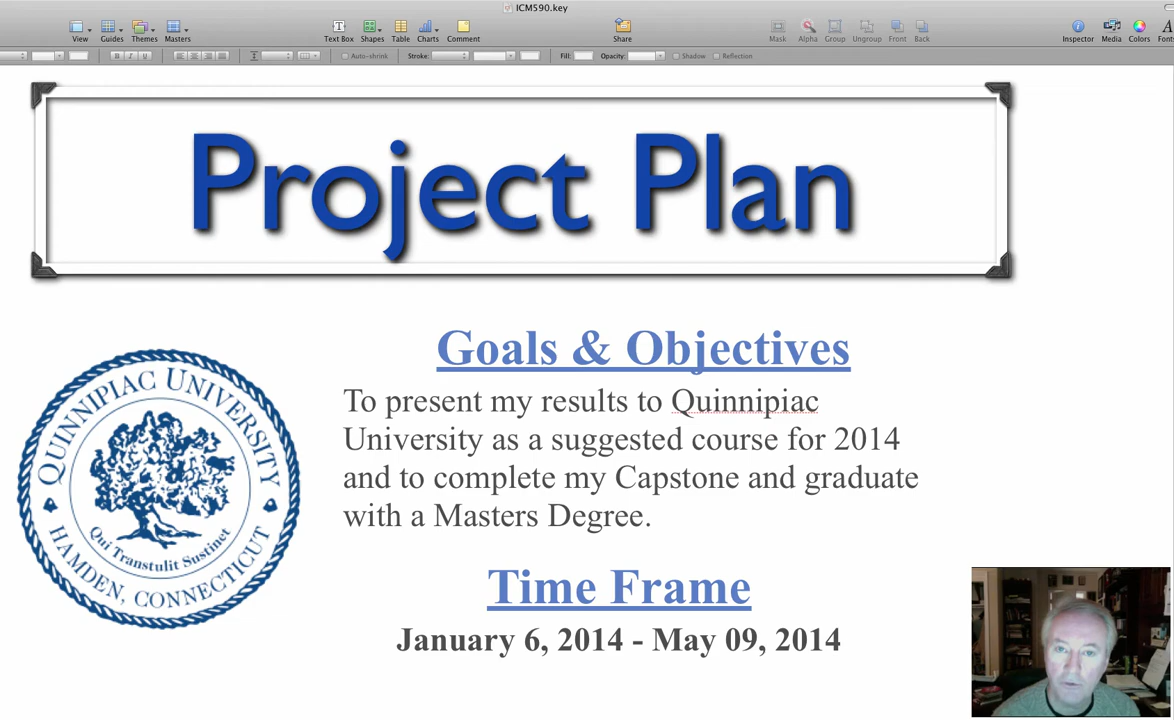 ICM590.key
View Guides Themes Masters Text Box Shapes Table Charts Comment Share Mask Alpha Group Ungroup Front Back Inspector Media Colors
B I U Auto-shrink Stroke: Fill: Opacity: Shadow Reflection
Project Plan
Goals & Objectives
To present my results to Quinnipiac
University as a suggested course for 2014
and to complete my Capstone and graduate
with a Masters Degree.
Time Frame
January 6, 2014 - May 09, 2014
QUINNIPIAC UNIVERSITY
Qui Transtulit Sustinet
HAMDEN, CONNECTICUT